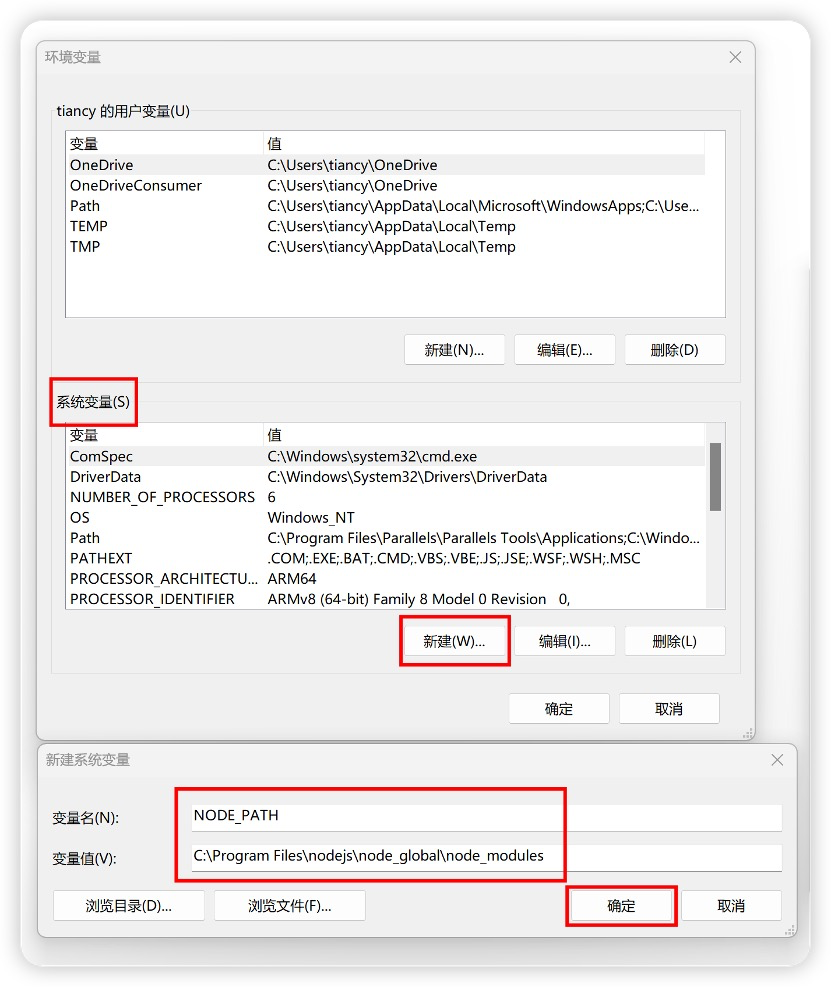 环境变量
tiancy 的用户变量(U)
变量 值
OneDrive C:\Users\tiancy\OneDrive
OneDriveConsumer C:\Users\tiancy\OneDrive
Path C:\Users\tiancy\AppData\Local\Microsoft\WindowsApps;C:\Use...
TEMP C:\Users\tiancy\AppData\Local\Temp
TMP C:\Users\tiancy\AppData\Local\Temp
新建(N)... 编辑(E)... 删除(D)
系统变量(S)
变量 值
ComSpec C:\Windows\system32\cmd.exe
DriverData C:\Windows\System32\Drivers\DriverData
NUMBER_OF_PROCESSORS 6
OS Windows_NT
Path C:\Program Files\Parallels\Parallels Tools\Applications;C:\Windo...
PATHEXT .COM;.EXE;.BAT;.CMD;.VBS;.VBE;.JS;.JSE;.WSF;.WSH;.MSC
PROCESSOR_ARCHITECTU... ARM64
PROCESSOR_IDENTIFIER ARMv8 (64-bit) Family 8 Model 0 Revision   0,
新建(W)... 编辑(I)... 删除(L)
确定 取消
新建系统变量
变量名(N): NODE_PATH
变量值(V): C:\Program Files\nodejs\node_global\node_modules
浏览目录(D)... 浏览文件(F)... 确定 取消